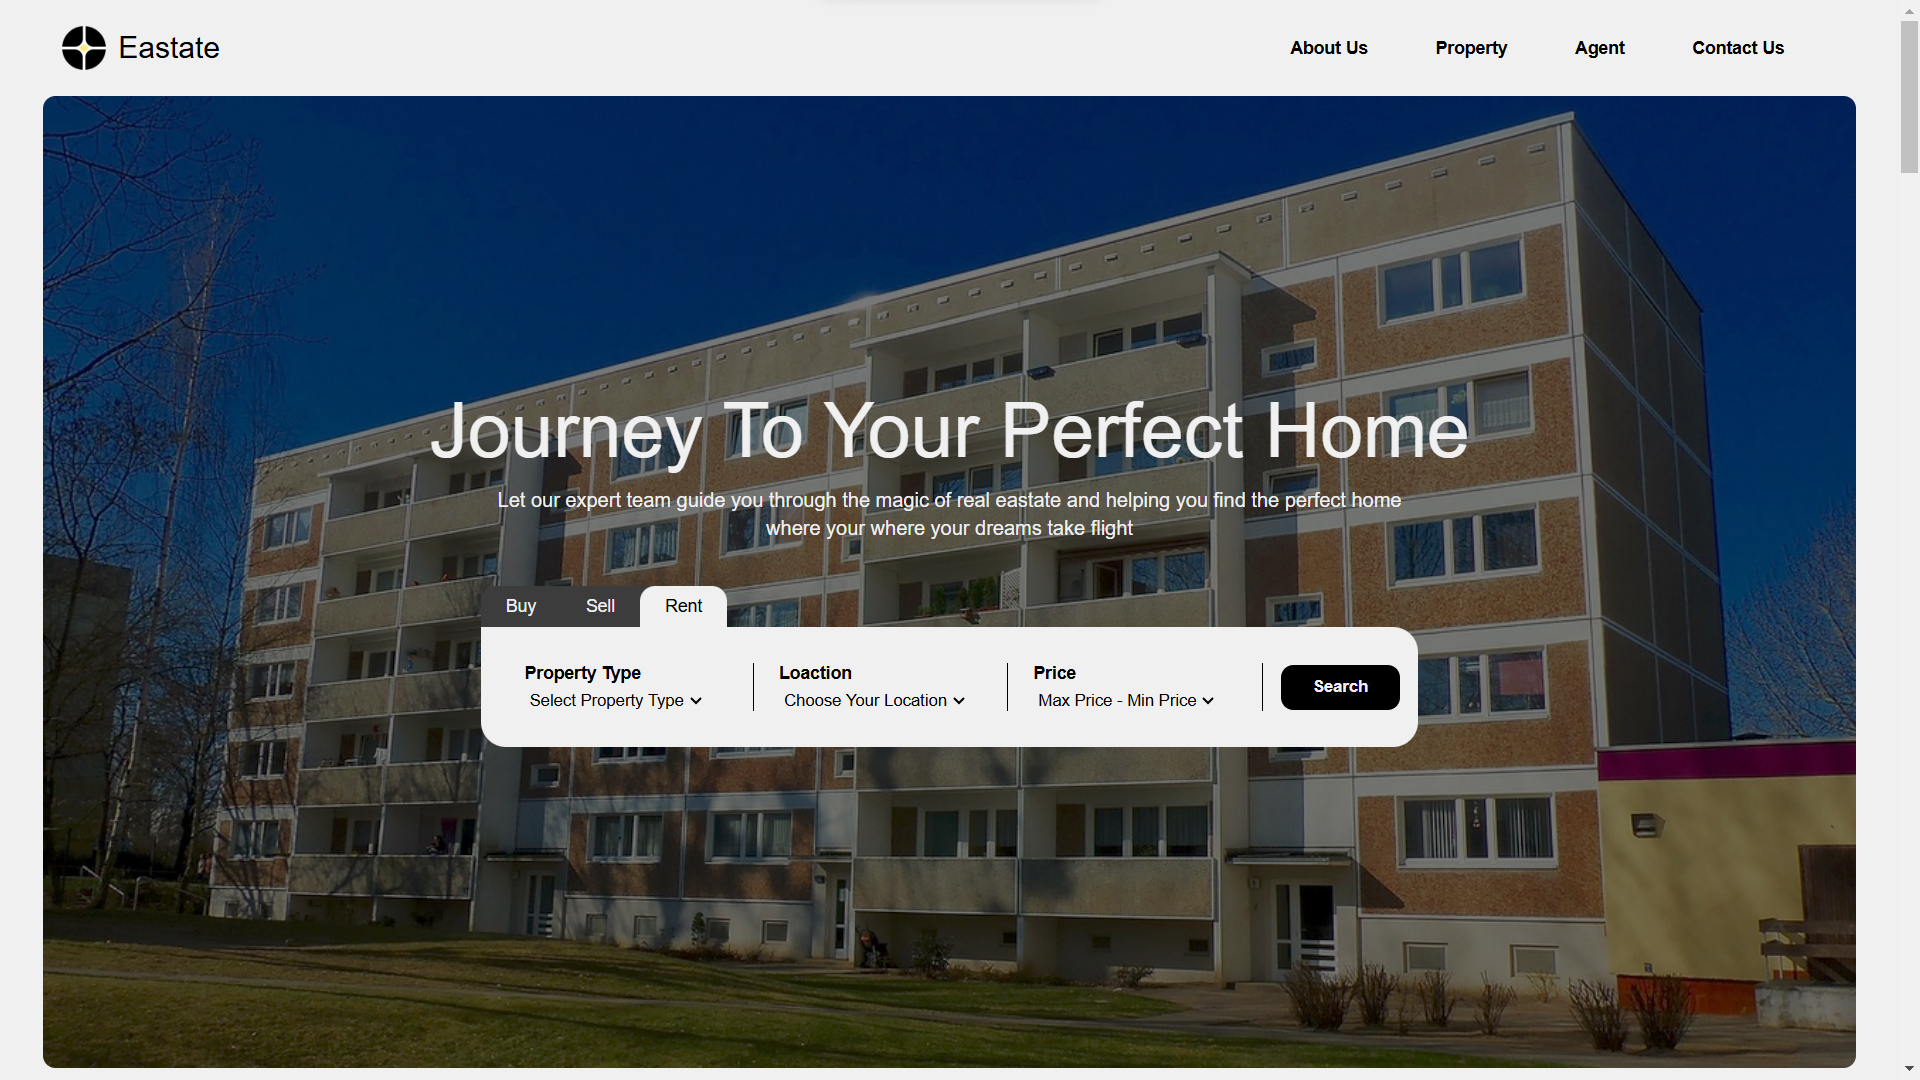 Eastate
About Us
Property
Agent
Contact Us
Journey To Your Perfect Home
Let our expert team guide you through the magic of real eastate and helping you find the perfect home
where your where your dreams take flight
Buy
Sell
Rent
Property Type
Select Property Type
Loaction
Choose Your Location
Price
Max Price - Min Price
Search